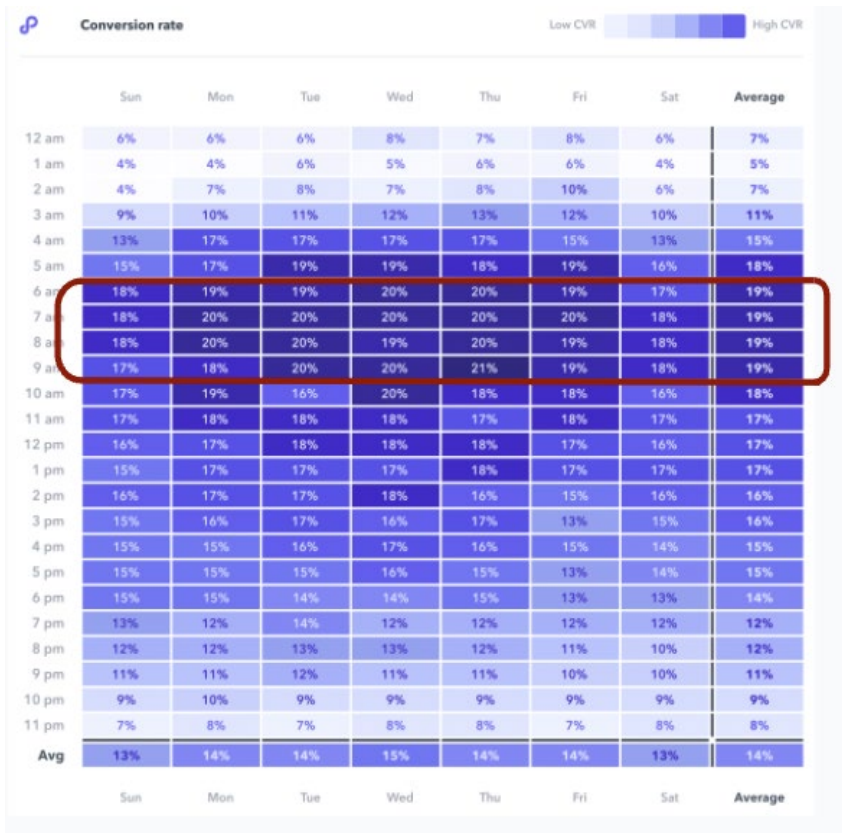 Conversion rate Low CVR High CVR
Sun Mon Tue Wed Thu Fri Sat Average
12 am 6% 6% 6% 8% 7% 8% 6% 7%
1 am 4% 4% 6% 5% 6% 6% 4% 5%
2 am 4% 7% 8% 7% 8% 10% 6% 7%
3 am 9% 10% 11% 12% 13% 12% 10% 11%
4 am 13% 17% 17% 17% 17% 15% 13% 15%
5 am 15% 17% 19% 19% 18% 19% 16% 18%
6 am 18% 19% 19% 20% 20% 19% 17% 19%
7 am 18% 20% 20% 20% 20% 20% 18% 19%
8 am 18% 20% 20% 19% 20% 19% 18% 19%
9 am 17% 18% 20% 20% 21% 19% 18% 19%
10 am 17% 19% 16% 20% 18% 18% 16% 18%
11 am 17% 18% 18% 18% 17% 18% 17% 17%
12 pm 16% 17% 18% 18% 18% 17% 16% 17%
1 pm 15% 17% 17% 17% 18% 17% 17% 17%
2 pm 16% 17% 17% 18% 16% 15% 16% 16%
3 pm 15% 16% 17% 16% 17% 13% 15% 16%
4 pm 15% 15% 16% 17% 16% 15% 14% 15%
5 pm 15% 15% 15% 16% 15% 13% 14% 15%
6 pm 15% 15% 14% 14% 15% 13% 13% 14%
7 pm 13% 12% 14% 12% 12% 12% 12% 12%
8 pm 12% 12% 13% 13% 12% 11% 10% 12%
9 pm 11% 11% 12% 11% 11% 10% 10% 11%
10 pm 9% 10% 9% 9% 9% 9% 9% 9%
11 pm 7% 8% 7% 8% 8% 7% 8% 8%
Avg 13% 14% 14% 15% 14% 14% 13% 14%
Sun Mon Tue Wed Thu Fri Sat Average